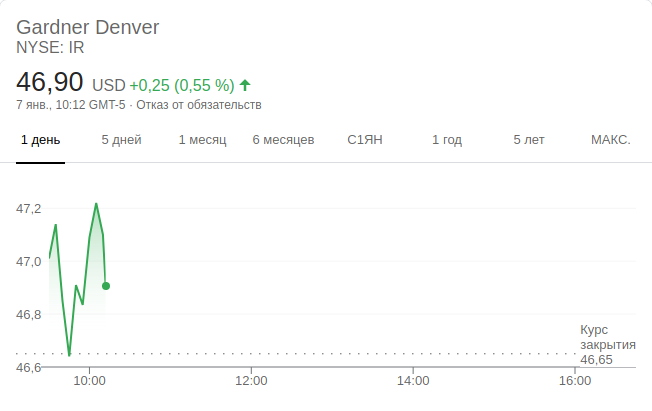 Gardner Denver
NYSE: IR
46,90 USD +0,25 (0,55 %)
7 янв., 10:12 GMT-5 · Отказ от обязательств
1 день 5 дней 1 месяц 6 месяцев С1ЯН 1 год 5 лет МАКС.
47,2
47,0
46,8
46,6
Курс
закрытия
46,65
10:00 12:00 14:00 16:00